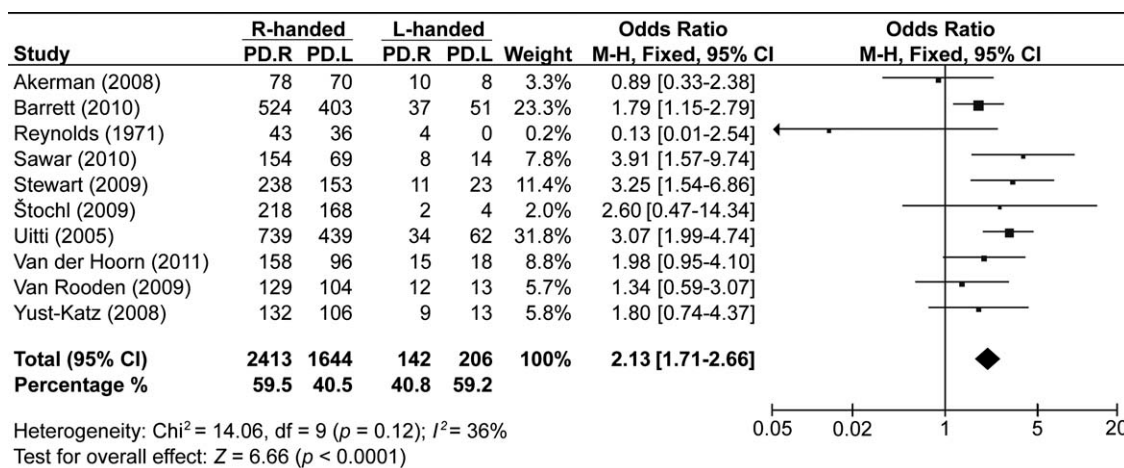 R-handed L-handed Odds Ratio Odds Ratio
Study PD.R PD.L PD.R PD.L Weight M-H, Fixed, 95% CI M-H, Fixed, 95% CI
Akerman (2008) 78 70 10 8 3.3% 0.89 [0.33-2.38]
Barrett (2010) 524 403 37 51 23.3% 1.79 [1.15-2.79]
Reynolds (1971) 43 36 4 0 0.2% 0.13 [0.01-2.54]
Sawar (2010) 154 69 8 14 7.8% 3.91 [1.57-9.74]
Stewart (2009) 238 153 11 23 11.4% 3.25 [1.54-6.86]
Štochl (2009) 218 168 2 4 2.0% 2.60 [0.47-14.34]
Uitti (2005) 739 439 34 62 31.8% 3.07 [1.99-4.74]
Van der Hoorn (2011) 158 96 15 18 8.8% 1.98 [0.95-4.10]
Van Rooden (2009) 129 104 12 13 5.7% 1.34 [0.59-3.07]
Yust-Katz (2008) 132 106 9 13 5.8% 1.80 [0.74-4.37]
Total (95% CI) 2413 1644 142 206 100% 2.13 [1.71-2.66]
Percentage % 59.5 40.5 40.8 59.2
Heterogeneity: Chi² = 14.06, df = 9 (p = 0.12); I² = 36%
Test for overall effect: Z = 6.66 (p < 0.0001)
0.05 0.02 1 5 20